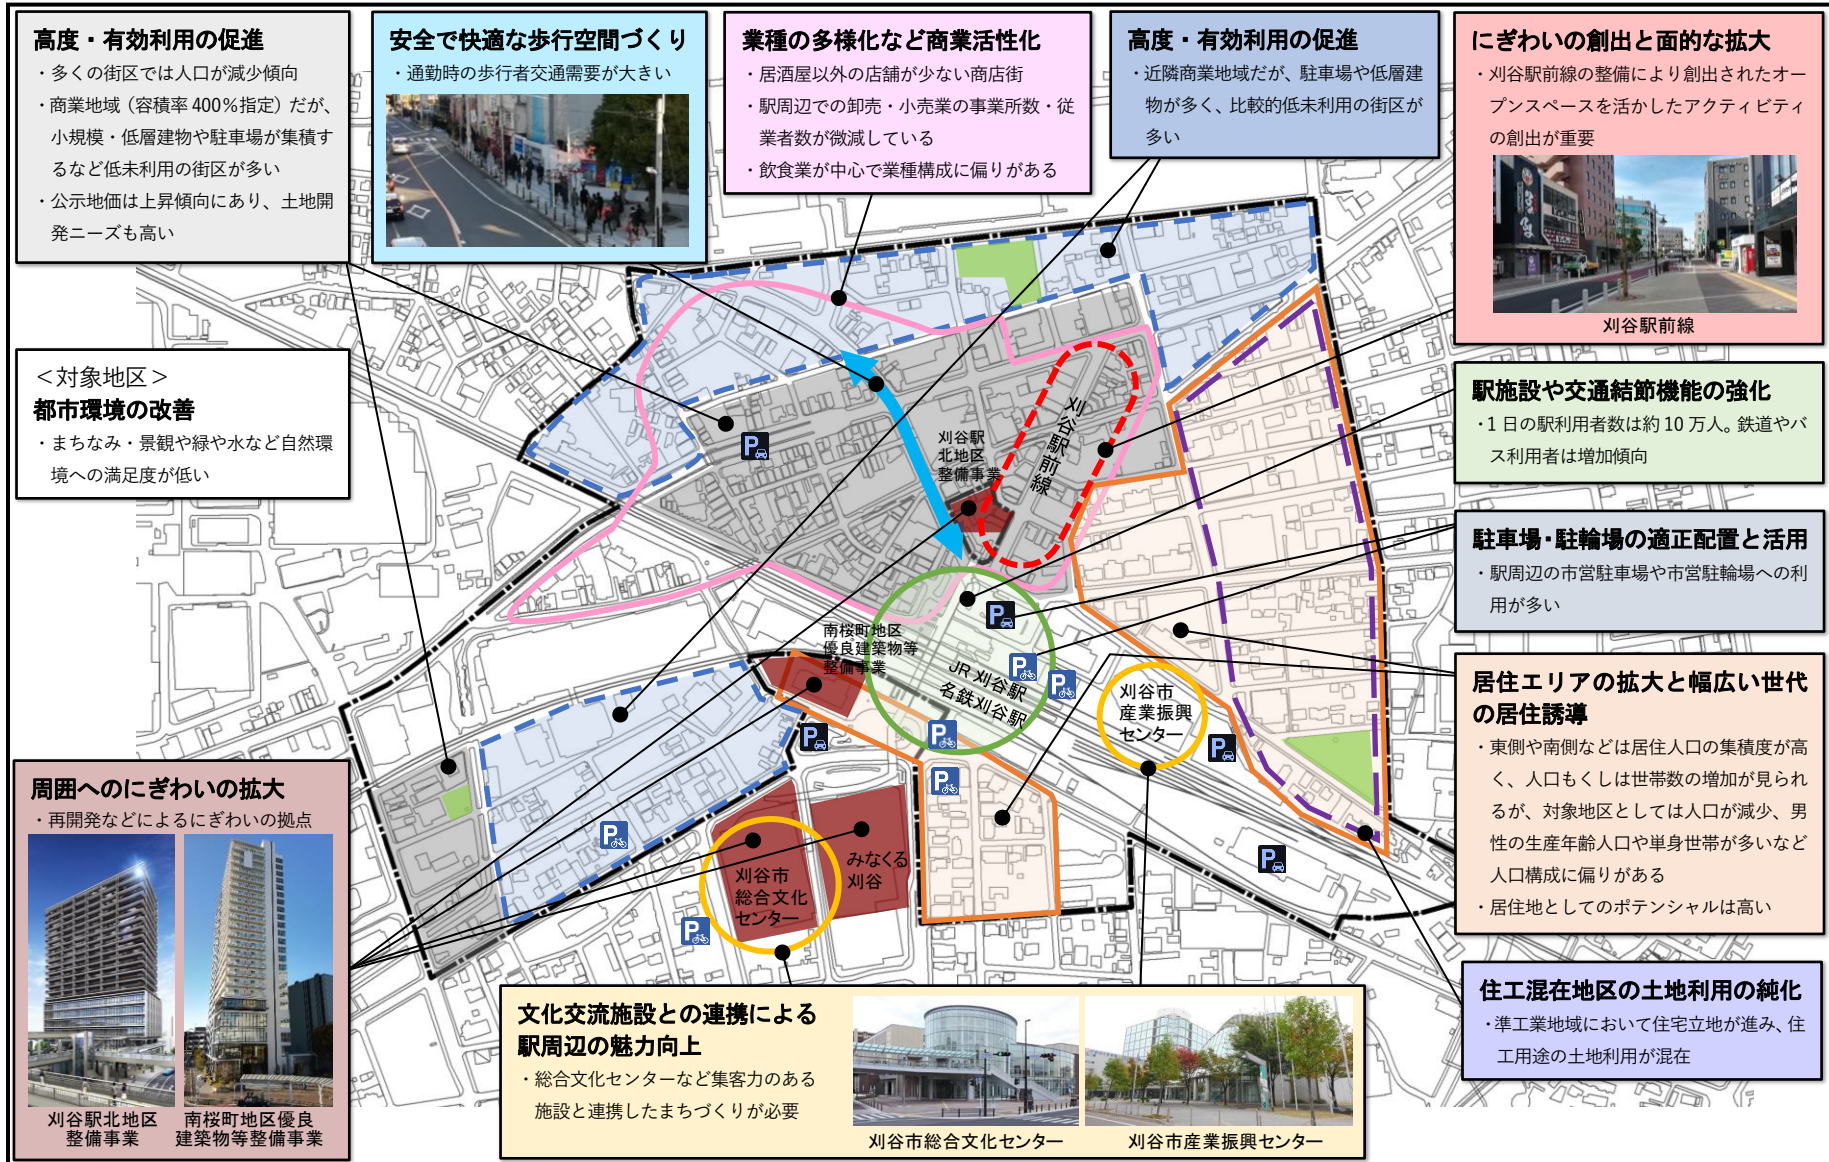 高度・有効利用の促進
・多くの街区では人口が減少傾向
・商業地域（容積率 400％指定）だが、
小規模・低層建物や駐車場が集積す
るなど低未利用の街区が多い
・公示地価は上昇傾向にあり、土地開
発ニーズも高い
安全で快適な歩行空間づくり
・通勤時の歩行者交通需要が大きい
業種の多様化など商業活性化
・居酒屋以外の店舗が少ない商店街
・駅周辺での卸売・小売業の事業所数・従
業者数が微減している
・飲食業が中心で業種構成に偏りがある
高度・有効利用の促進
・近隣商業地域だが、駐車場や低層建
物が多く、比較的低未利用の街区が
多い
にぎわいの創出と面的な拡大
・刈谷駅前線の整備により創出されたオー
プンスペースを活かしたアクティビティ
の創出が重要
刈谷駅前線
＜対象地区＞
都市環境の改善
・まちなみ・景観や緑や水など自然環
境への満足度が低い
駅施設や交通結節機能の強化
・1 日の駅利用者数は約 10 万人。鉄道やバ
ス利用者は増加傾向
駐車場・駐輪場の適正配置と活用
・駅周辺の市営駐車場や市営駐輪場への利
用が多い
居住エリアの拡大と幅広い世代
の居住誘導
・東側や南側などは居住人口の集積度が高
く、人口もしくは世帯数の増加が見られ
るが、対象地区としては人口が減少、男
性の生産年齢人口や単身世帯が多いなど
人口構成に偏りがある
・居住地としてのポテンシャルは高い
住工混在地区の土地利用の純化
・準工業地域において住宅立地が進み、住
工用途の土地利用が混在
刈谷駅
北地区
整備事業
刈谷駅前線
P
P
南桜町地区
優良建築物等
整備事業
JR 刈谷駅
名鉄刈谷駅
P
P
刈谷市
産業振興
センター
P
P
P
P
P
P
P
刈谷市
総合文化
センター
みなくる
刈谷
周囲へのにぎわいの拡大
・再開発などによるにぎわいの拠点
刈谷駅北地区
整備事業
南桜町地区優良
建築物等整備事業
文化交流施設との連携による
駅周辺の魅力向上
・総合文化センターなど集客力のある
施設と連携したまちづくりが必要
刈谷市総合文化センター
刈谷市産業振興センター